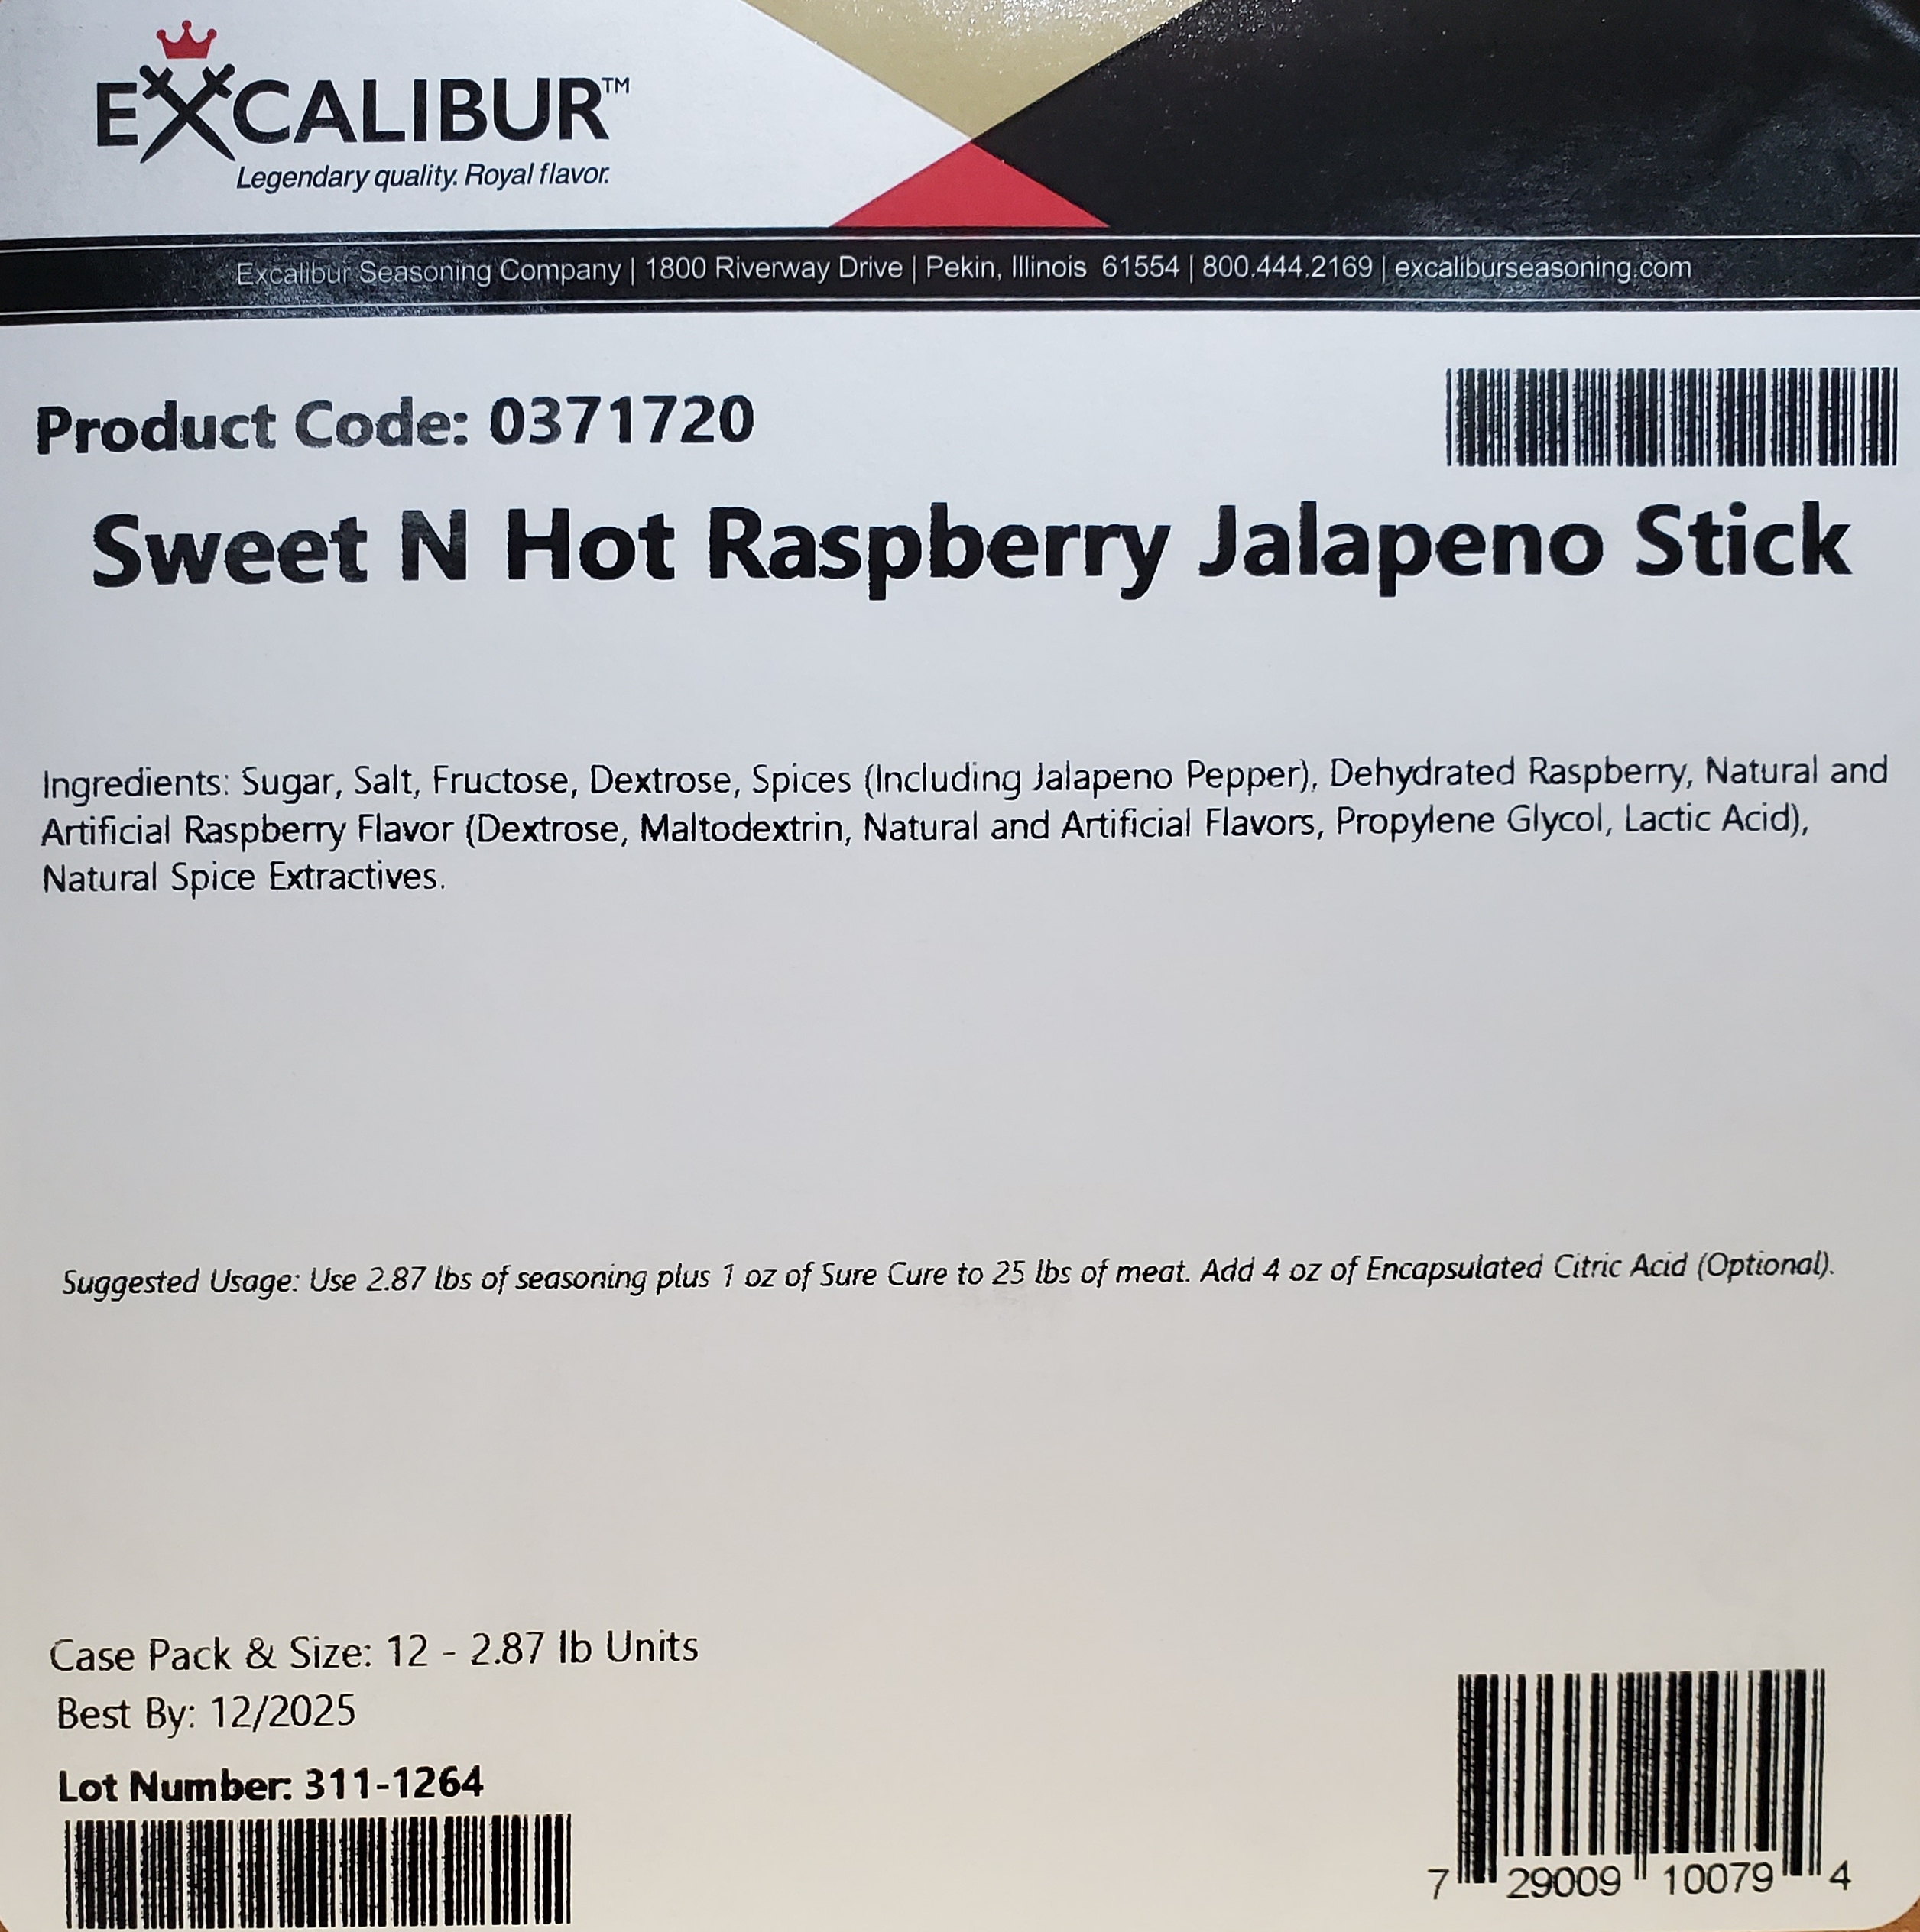 EXCALIBUR™
Legendary quality. Royal flavor.
Excalibur Seasoning Company | 1800 Riverway Drive | Pekin, Illinois 61554 | 800.444.2169 | excaliburseasoning.com
Product Code: 0371720
Sweet N Hot Raspberry Jalapeno Stick
Ingredients: Sugar, Salt, Fructose, Dextrose, Spices (Including Jalapeno Pepper), Dehydrated Raspberry, Natural and
Artificial Raspberry Flavor (Dextrose, Maltodextrin, Natural and Artificial Flavors, Propylene Glycol, Lactic Acid),
Natural Spice Extractives.
Suggested Usage: Use 2.87 lbs of seasoning plus 1 oz of Sure Cure to 25 lbs of meat. Add 4 oz of Encapsulated Citric Acid (Optional).
Case Pack & Size: 12 - 2.87 lb Units
Best By: 12/2025
Lot Number: 311-1264
7 29009 10079 4